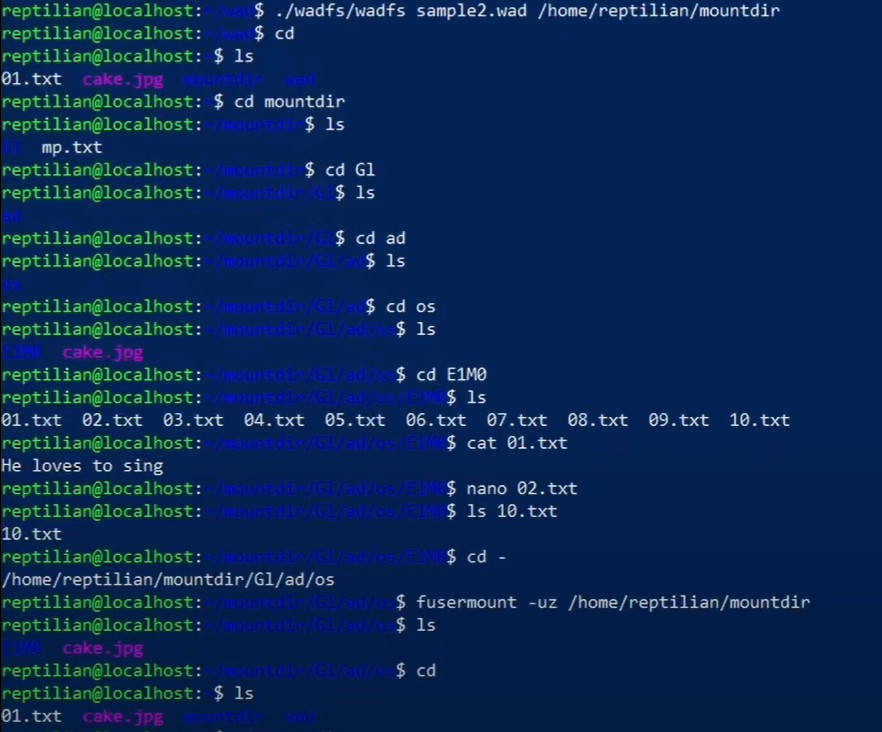 reptilian@localhost:~/wad$ ./wadfs/wadfs sample2.wad /home/reptilian/mountdir
reptilian@localhost:~/wad$ cd
reptilian@localhost:~$ ls
01.txt cake.jpg mountdir wad
reptilian@localhost:~$ cd mountdir
reptilian@localhost:~/mountdir$ ls
Gl mp.txt
reptilian@localhost:~/mountdir$ cd Gl
reptilian@localhost:~/mountdir/Gl$ ls
ad
reptilian@localhost:~/mountdir/Gl$ cd ad
reptilian@localhost:~/mountdir/Gl/ad$ ls
os
reptilian@localhost:~/mountdir/Gl/ad$ cd os
reptilian@localhost:~/mountdir/Gl/ad/os$ ls
E1M0 cake.jpg
reptilian@localhost:~/mountdir/Gl/ad/os$ cd E1M0
reptilian@localhost:~/mountdir/Gl/ad/os/E1M0$ ls
01.txt 02.txt 03.txt 04.txt 05.txt 06.txt 07.txt 08.txt 09.txt 10.txt
reptilian@localhost:~/mountdir/Gl/ad/os/E1M0$ cat 01.txt
He loves to sing
reptilian@localhost:~/mountdir/Gl/ad/os/E1M0$ nano 02.txt
reptilian@localhost:~/mountdir/Gl/ad/os/E1M0$ ls 10.txt
10.txt
reptilian@localhost:~/mountdir/Gl/ad/os/E1M0$ cd -
/home/reptilian/mountdir/Gl/ad/os
reptilian@localhost:~/mountdir/Gl/ad/os$ fusermount -uz /home/reptilian/mountdir
reptilian@localhost:~/mountdir/Gl/ad/os$ ls
E1M0 cake.jpg
reptilian@localhost:~/mountdir/Gl/ad/os$ cd
reptilian@localhost:~$ ls
01.txt cake.jpg mountdir wad